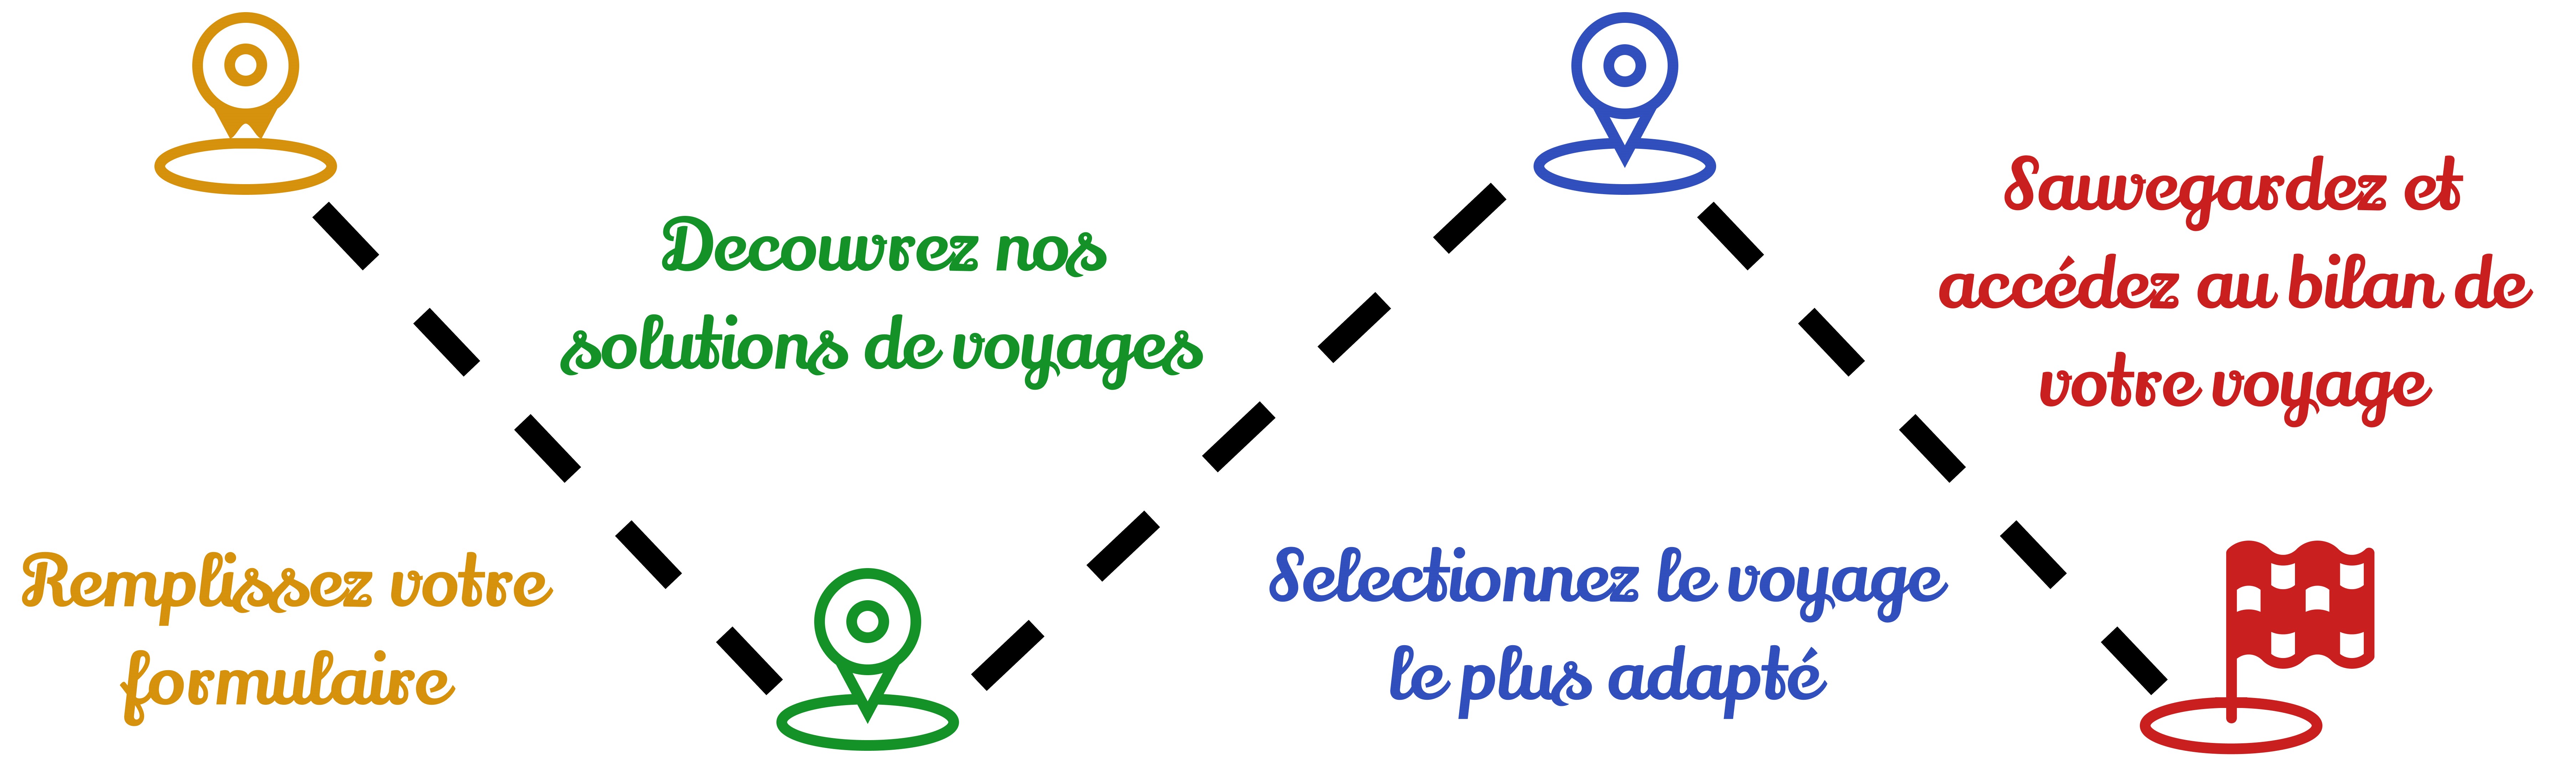 Remplissez votre
formulaire
Decouvrez nos
solutions de voyages
Selectionnez le voyage
le plus adapté
Sauvegardez et
accédez au bilan de
votre voyage